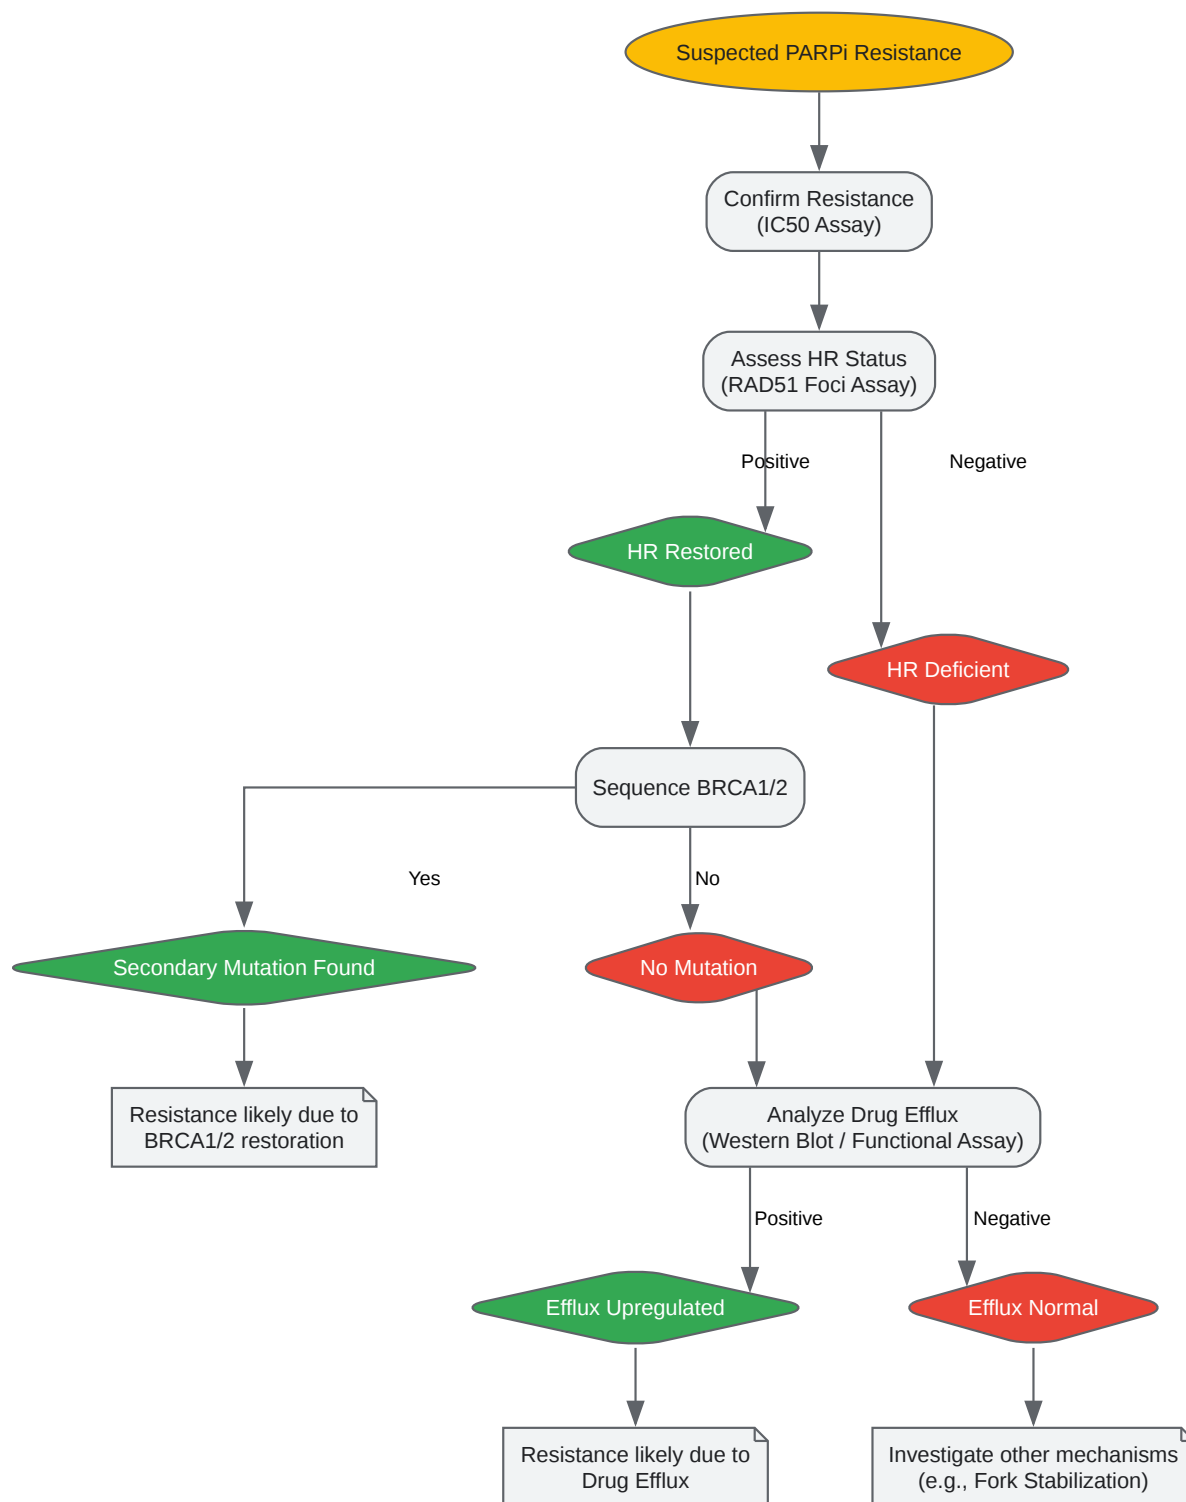 Suspected PARPi Resistance
Confirm Resistance
(IC50 Assay)
Assess HR Status
(RAD51 Foci Assay)
Positive
Negative
HR Restored
HR Deficient
Sequence BRCA1/2
Yes
No
Secondary Mutation Found
No Mutation
Resistance likely due to
BRCA1/2 restoration
Analyze Drug Efflux
(Western Blot / Functional Assay)
Positive
Negative
Efflux Upregulated
Efflux Normal
Resistance likely due to
Drug Efflux
Investigate other mechanisms
(e.g., Fork Stabilization)